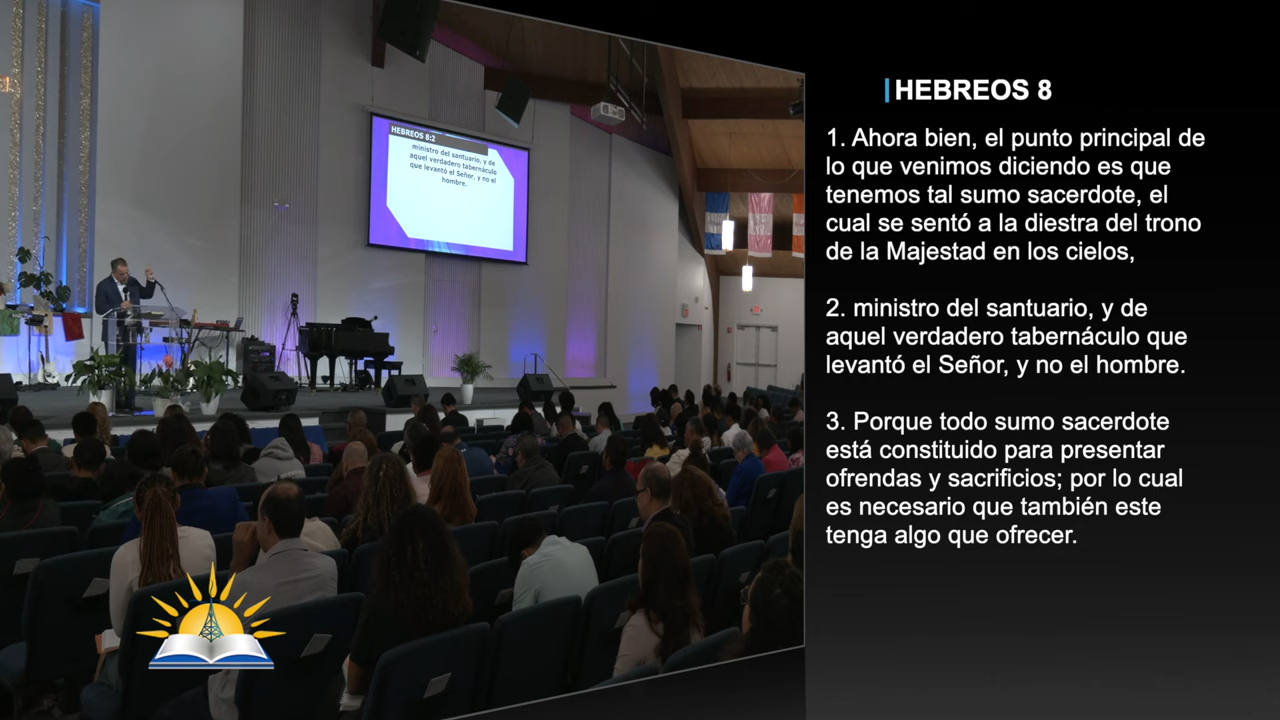 HEBREOS 8:2
ministro del santuario, y de
aquel verdadero tabernáculo
que levantó el Señor, y no el
hombre.
HEBREOS 8
1. Ahora bien, el punto principal de
lo que venimos diciendo es que
tenemos tal sumo sacerdote, el
cual se sentó a la diestra del trono
de la Majestad en los cielos,
2. ministro del santuario, y de
aquel verdadero tabernáculo que
levantó el Señor, y no el hombre.
3. Porque todo sumo sacerdote
está constituido para presentar
ofrendas y sacrificios; por lo cual
es necesario que también este
tenga algo que ofrecer.